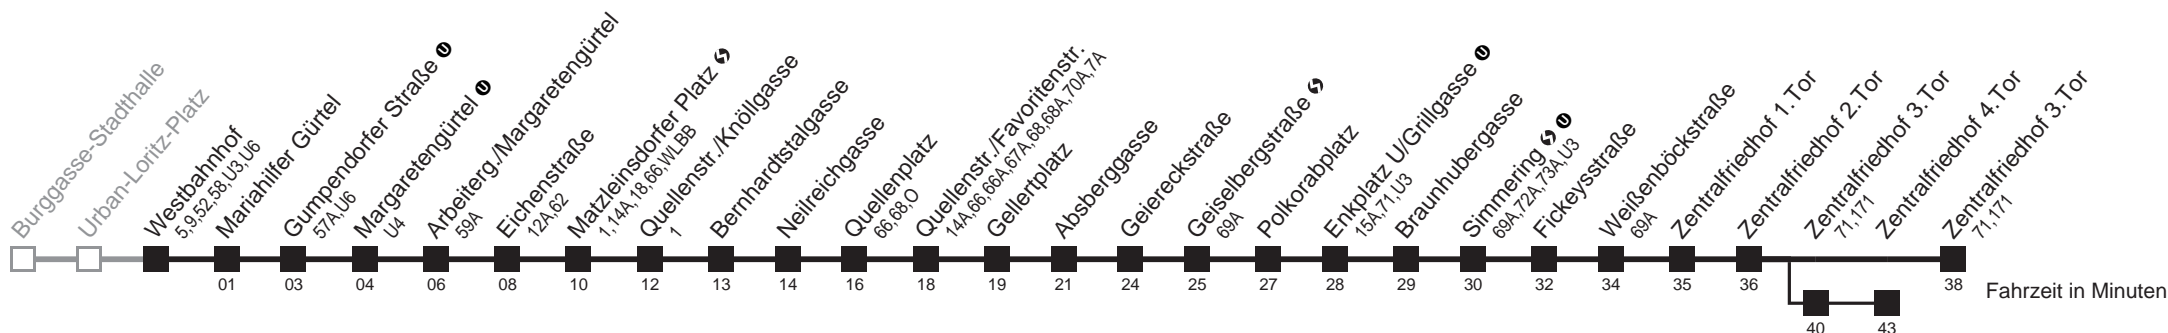 Burggasse-Stadthalle
Urban-Loritz-Platz
Westbahnhof
5,9,52,58,U3,U6
Mariahilfer Gürtel
Gumpendorfer Straße U
57A,U6
Margaretengürtel U
U4
Arbeiterg./Margaretengürtel
59A
Eichenstraße
12A,62
Matzleinsdorfer Platz
1,14A,18,66,WLBB
Quellenstr./Knöllgasse
1
Bernhardtstalgasse
Neilreichgasse
Quellenplatz
66,68,O
Quellenstr./Favoritenstr.
14A,66,66A,67A,68,68A,70A,7A
Gellertplatz
Absberggasse
Geiereckstraße
Geiselbergstraße
69A
Polkorabplatz
Enkplatz U/Grillgasse U
15A,71,U3
Braunhubergasse
Simmering U
69A,72A,73A,U3
Fickeysstraße
Weißenböckstraße
69A
Zentralfriedhof 1.Tor
Zentralfriedhof 2.Tor
Zentralfriedhof 3.Tor
71,171
Zentralfriedhof 4.Tor
Zentralfriedhof 3.Tor
71,171
01 03 04 06 08 10 12 13 14 16 18 19 21 24 25 27 28 29 30 32 34 35 36 38
Fahrzeit in Minuten
40 43